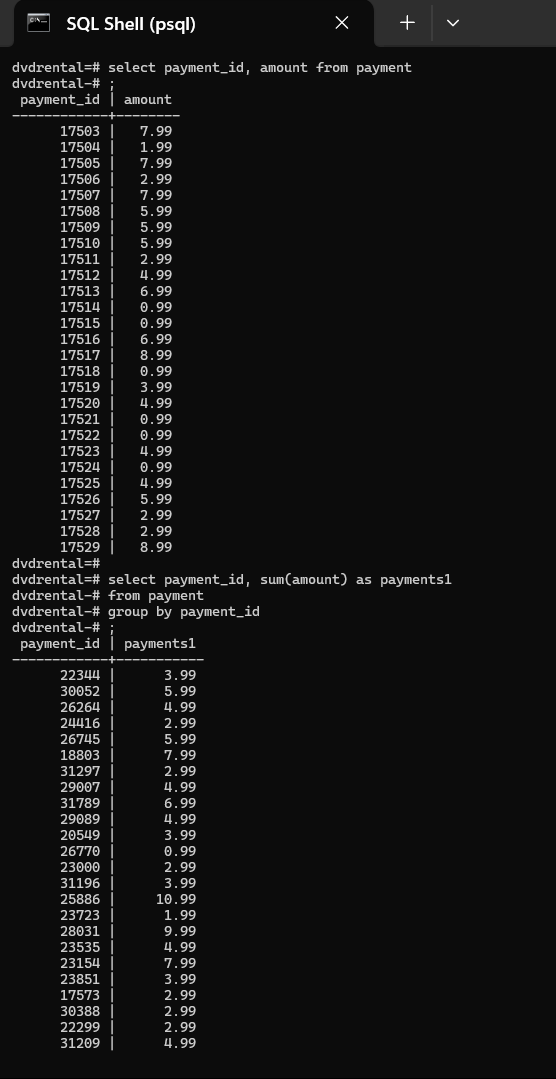 SQL Shell (psql)
dvdrental=# select payment_id, amount from payment
dvdrental-# ;
 payment_id | amount
------------+--------
      17503 |   7.99
      17504 |   1.99
      17505 |   7.99
      17506 |   2.99
      17507 |   7.99
      17508 |   5.99
      17509 |   5.99
      17510 |   5.99
      17511 |   2.99
      17512 |   4.99
      17513 |   6.99
      17514 |   0.99
      17515 |   0.99
      17516 |   6.99
      17517 |   8.99
      17518 |   0.99
      17519 |   3.99
      17520 |   4.99
      17521 |   0.99
      17522 |   0.99
      17523 |   4.99
      17524 |   0.99
      17525 |   4.99
      17526 |   5.99
      17527 |   2.99
      17528 |   2.99
      17529 |   8.99
dvdrental=#
dvdrental=# select payment_id, sum(amount) as payments1
dvdrental-# from payment
dvdrental-# group by payment_id
dvdrental-# ;
 payment_id | payments1
------------+-----------
      22344 |      3.99
      30052 |      5.99
      26264 |      4.99
      24416 |      2.99
      26745 |      5.99
      18803 |      7.99
      31297 |      2.99
      29007 |      4.99
      31789 |      6.99
      29089 |      4.99
      20549 |      3.99
      26770 |      0.99
      23000 |      2.99
      31196 |      3.99
      25886 |     10.99
      23723 |      1.99
      28031 |      9.99
      23535 |      4.99
      23154 |      7.99
      23851 |      3.99
      17573 |      2.99
      30388 |      2.99
      22299 |      2.99
      31209 |      4.99